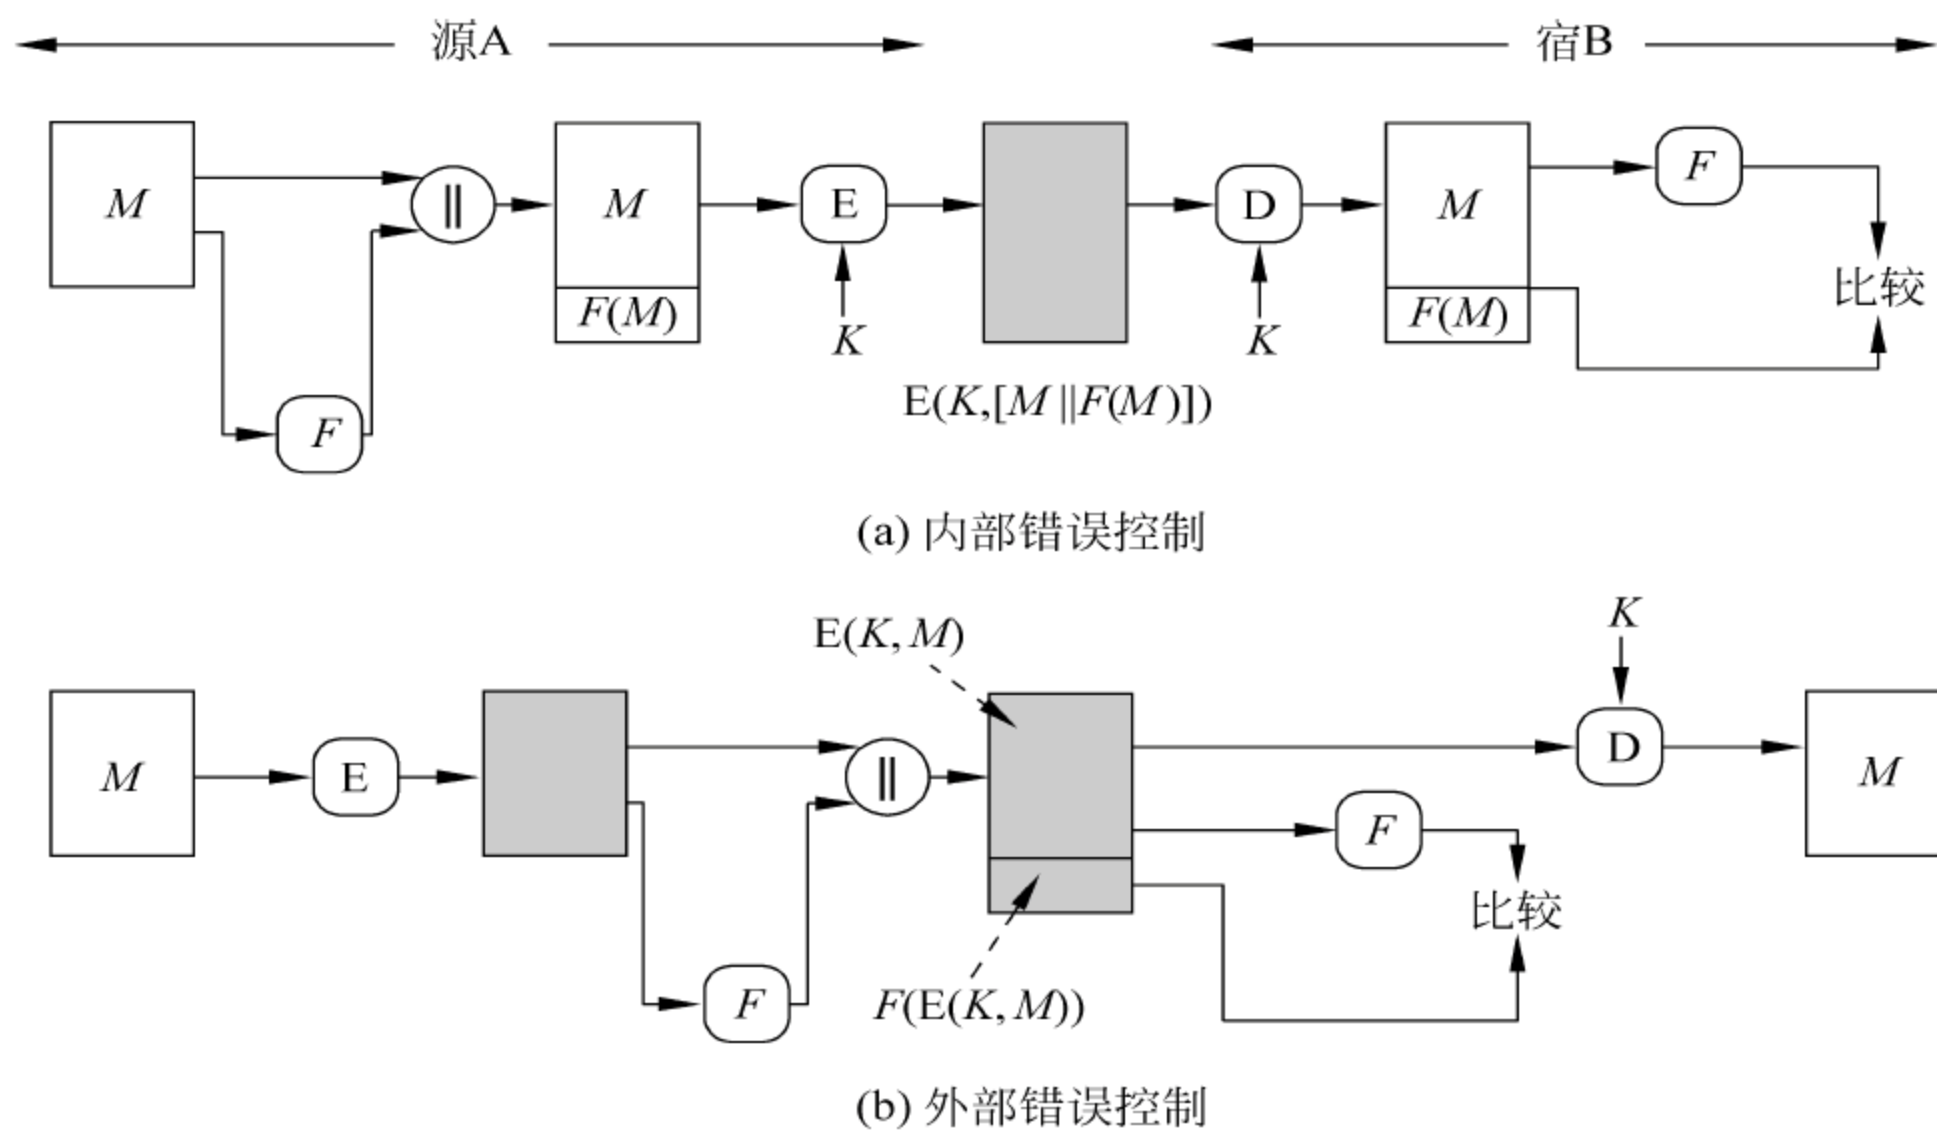 源A
宿B
M
||
M
E
D
M
F
F(M)
K
K
F(M)
比较
E(K,[M||F(M)])
F
(a) 内部错误控制
K
E(K, M)
M
E
||
D
M
F
比较
F
F(E(K, M))
(b) 外部错误控制